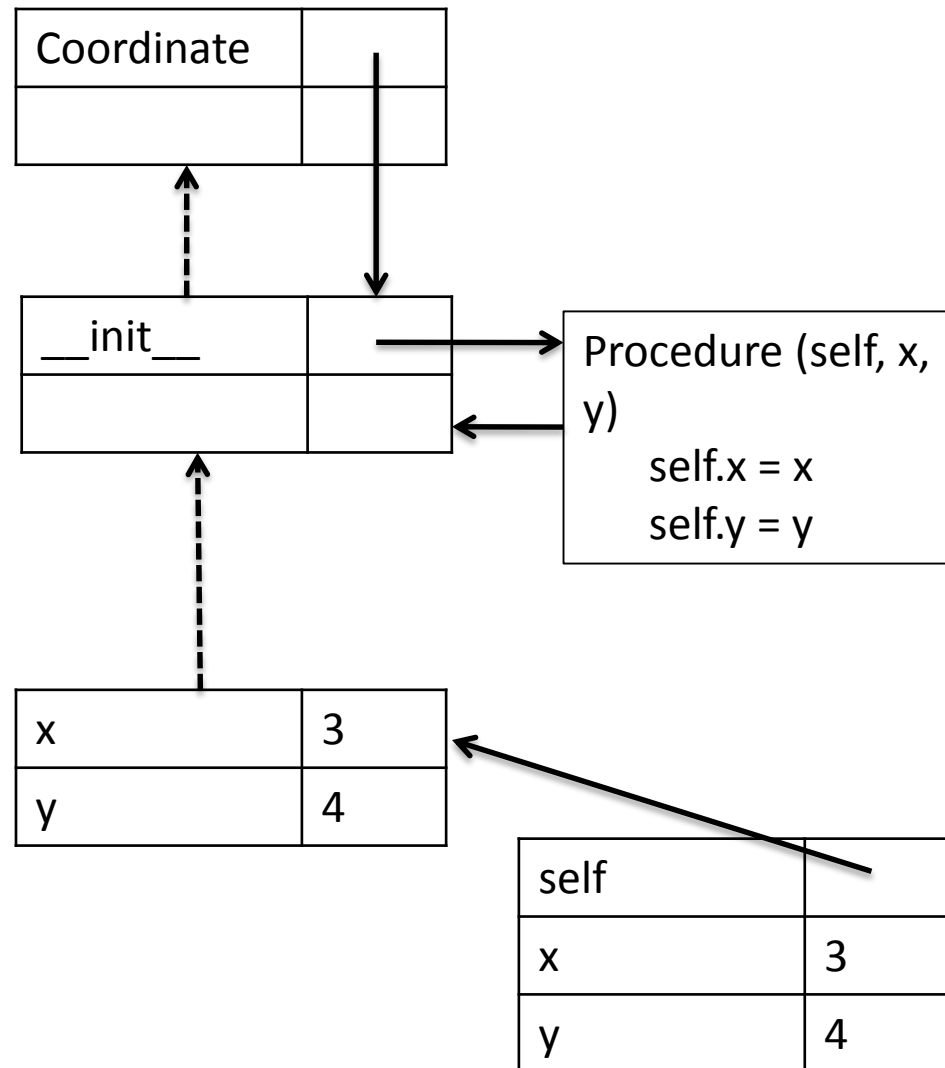 Coordinate
__init__
Procedure (self, x,
y)
self.x = x
self.y = y
x 3
y 4
self
x 3
y 4